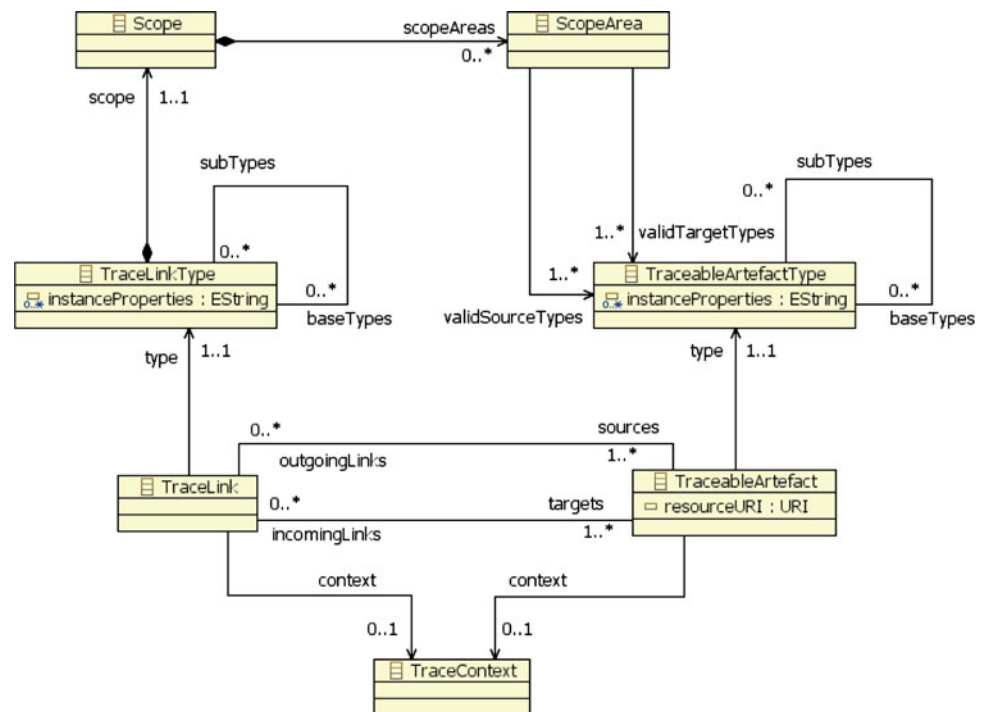 Scope
scopeAreas
0..*
ScopeArea
scope
1..1
subTypes
0..*
TraceLinkType
0..* instanceProperties : EString
0..*
baseTypes
1..* validTargetTypes
1..*
validSourceTypes
subTypes
0..*
TraceableArtefactType
0..* instanceProperties : EString
0..*
baseTypes
type
1..1
type
1..1
0..*
outgoingLinks
sources
1..*
TraceLink
0..*
incomingLinks
targets
1..*
TraceableArtefact
resourceURI : URI
context
context
0..1
0..1
TraceContext